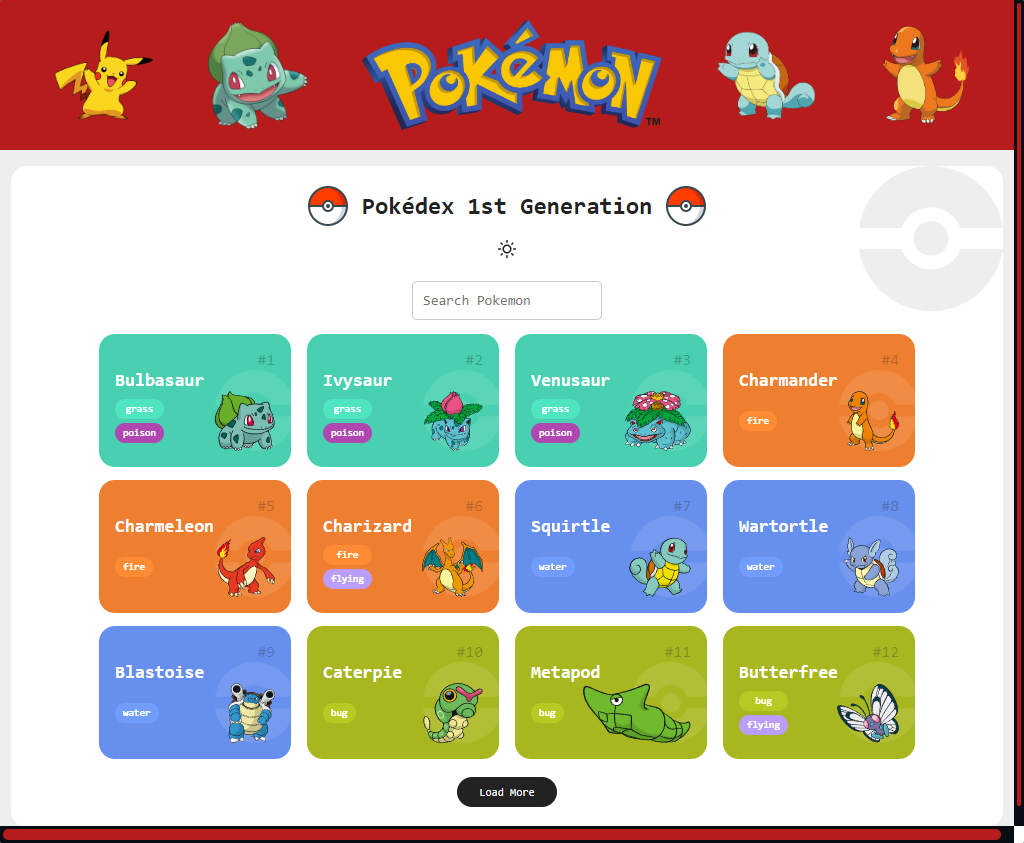 POKéMON
TM
Pokédex 1st Generation
Search Pokemon
#1
Bulbasaur
grass
poison
#2
Ivysaur
grass
poison
#3
Venusaur
grass
poison
#4
Charmander
fire
#5
Charmeleon
fire
#6
Charizard
fire
flying
#7
Squirtle
water
#8
Wartortle
water
#9
Blastoise
water
#10
Caterpie
bug
#11
Metapod
bug
#12
Butterfree
bug
flying
Load More